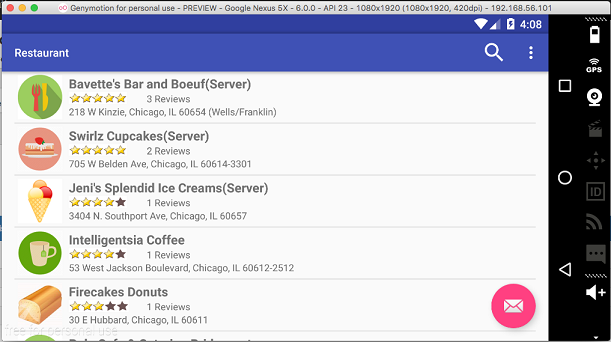 Genymotion for personal use - PREVIEW - Google Nexus 5X - 6.0.0 - API 23 - 1080x1920 (1080x1920, 420dpi) - 192.168.56.101
4:08
Restaurant
GPS
Bavette's Bar and Boeuf(Server)
3 Reviews
218 W Kinzie, Chicago, IL 60654 (Wells/Franklin)
Swirlz Cupcakes(Server)
2 Reviews
705 W Belden Ave, Chicago, IL 60614-3301
Jeni's Splendid Ice Creams(Server)
1 Reviews
3404 N. Southport Ave, Chicago, IL 60657
ID
Intelligentsia Coffee
1 Reviews
53 West Jackson Boulevard, Chicago, IL 60612-2512
Firecakes Donuts
1 Reviews
30 E Hubbard, Chicago, IL 60611
free for personal use